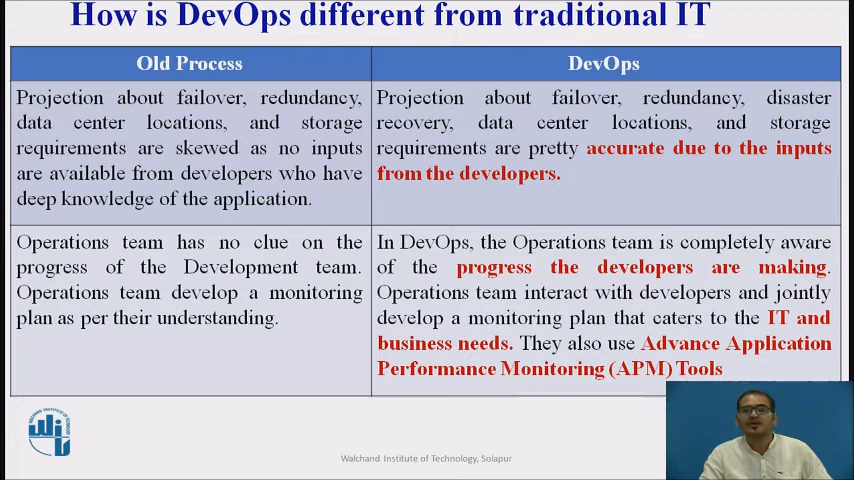 How is DevOps different from traditional IT
Old Process
DevOps
Projection about failover, redundancy,
data center locations, and storage
requirements are skewed as no inputs
are available from developers who have
deep knowledge of the application.
Projection about failover, redundancy, disaster
recovery, data center locations, and storage
requirements are pretty accurate due to the inputs
from the developers.
Operations team has no clue on the
progress of the Development team.
Operations team develop a monitoring
plan as per their understanding.
In DevOps, the Operations team is completely aware
of the progress the developers are making.
Operations team interact with developers and jointly
develop a monitoring plan that caters to the IT and
business needs. They also use Advance Application
Performance Monitoring (APM) Tools
WALCHAND INSTITUTE OF TECHNOLOGY
WIT
Walchand Institute of Technology, Solapur